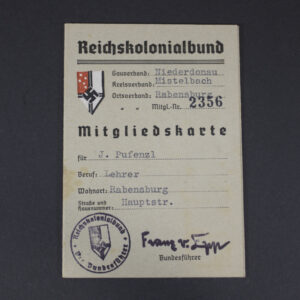 Reichskolonialbund
Gauverband: Niederdonau
Kreisverband: Mistelbach
Ortsverband: Rabensburg
" " Mitgl.-Nr. 2356
Mitgliedskarte
für J. Pufenzl
Beruf: Lehrer
Wohnort: Rabensburg
Straße und
Hausnummer: Hauptstr.
Reichskolonialbund
Bundesführer
Franz v. Epp
Bundesführer